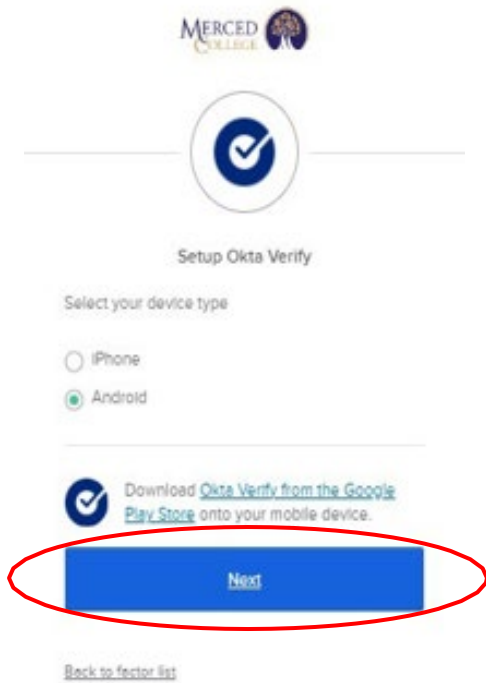 MERCED
COLLEGE
Setup Okta Verify
Select your device type
iPhone
Android
Download Okta Verify from the Google
Play Store onto your mobile device.
Next
Back to factor list